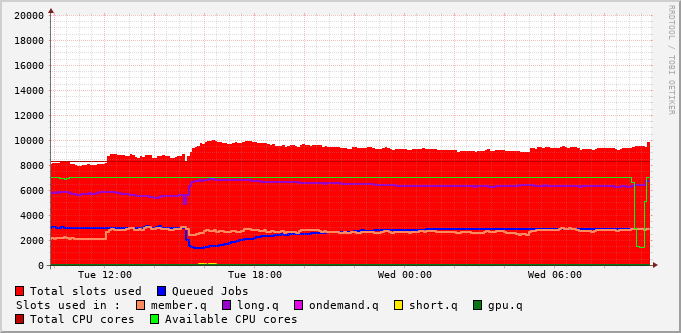 RRDTOOL / TOBI OETIKER
20000
18000
16000
14000
12000
10000
8000
6000
4000
2000
0
Tue 12:00 Tue 18:00 Wed 00:00 Wed 06:00
Total slots used Queued Jobs
Slots used in : member.q long.q ondemand.q short.q gpu.q
Total CPU cores Available CPU cores